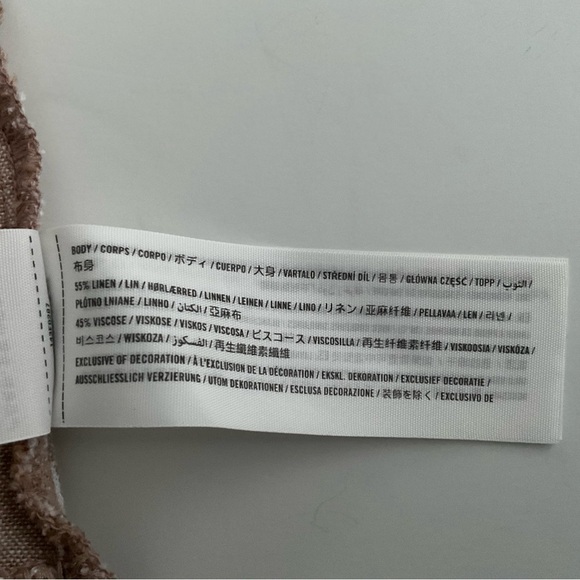 BODY / CORPS / CORPO / ボディ / CUERPO / 大身 / VARTALO / STŘEDNÍ DÍL / 몸통 / GŁÓWNA CZĘŚĆ / TOPP / الثوب /
布身
55% LINEN / LIN / HØRLÆRRED / LINNEN / LEINEN / LINNE / LINO / リネン / 亚麻纤维 / PELLAVAA / LEN / 리넨 /
PŁÓTNO LNIANE / LINHO / الكتان / 亞麻布
45% VISCOSE / VISKOSE / VISKOS / VISCOSA / ビスコース / VISCOSILLA / 再生纤维素纤维 / VISKOOSIA / VISKÓZA /
비스코스 / WISKOZA / الفسكوز / 再生纖維素纖維
EXCLUSIVE OF DECORATION / À L'EXCLUSION DE LA DÉCORATION / EKSKL. DEKORATION / EXCLUSIEF DECORATIE /
AUSSCHLIESSLICH VERZIERUNG / UTOM DEKORATIONEN / ESCLUSA DECORAZIONE / 装飾を除く / EXCLUSIVO DE